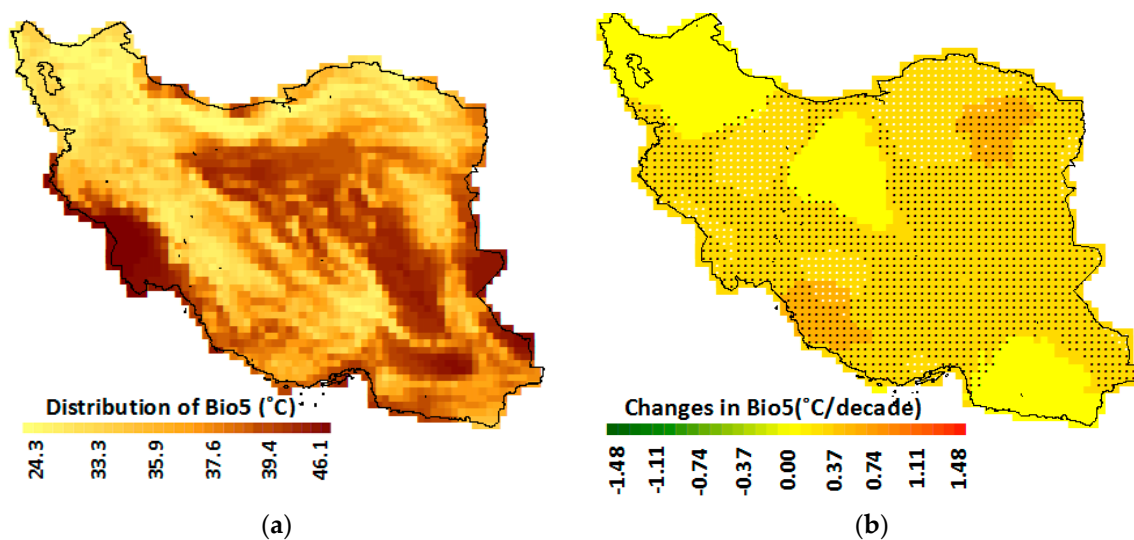 Distribution of Bio5 (˚C)
24.3 33.3 35.9 37.6 39.4 46.1
(a)
Changes in Bio5(˚C/decade)
-1.48 -1.11 -0.74 -0.37 0.00 0.37 0.74 1.11 1.48
(b)